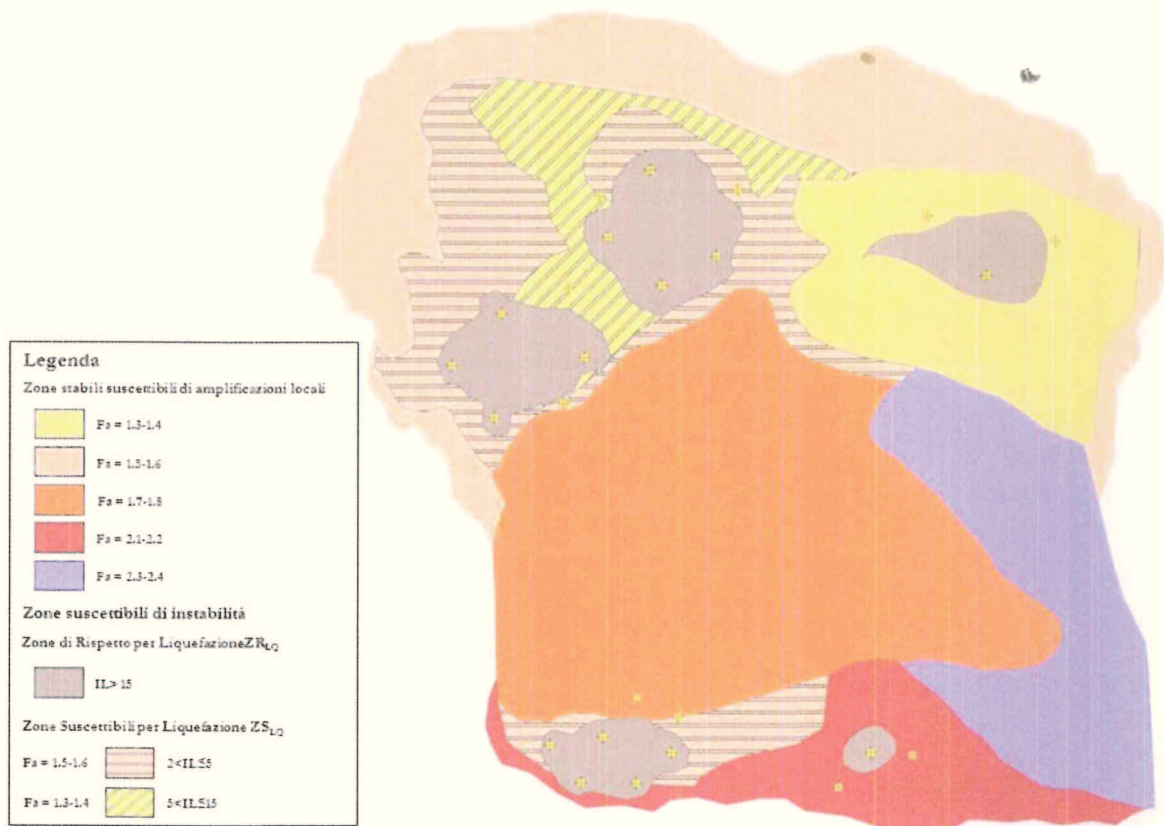 Legenda
Zone stabili suscettibili di amplificazioni locali
Fa = 1.3-1.4
Fa = 1.5-1.6
Fa = 1.7-1.8
Fa = 2.1-2.2
Fa = 2.3-2.4
Zone suscettibili di instabilità
Zone di Rispetto per LiquefazioneZR_LQ
IL> 15
Zone Suscettibili per Liquefazione ZS_LQ
Fa = 1.5-1.6 2<IL≤5
Fa = 1.3-1.4 5<IL≤15